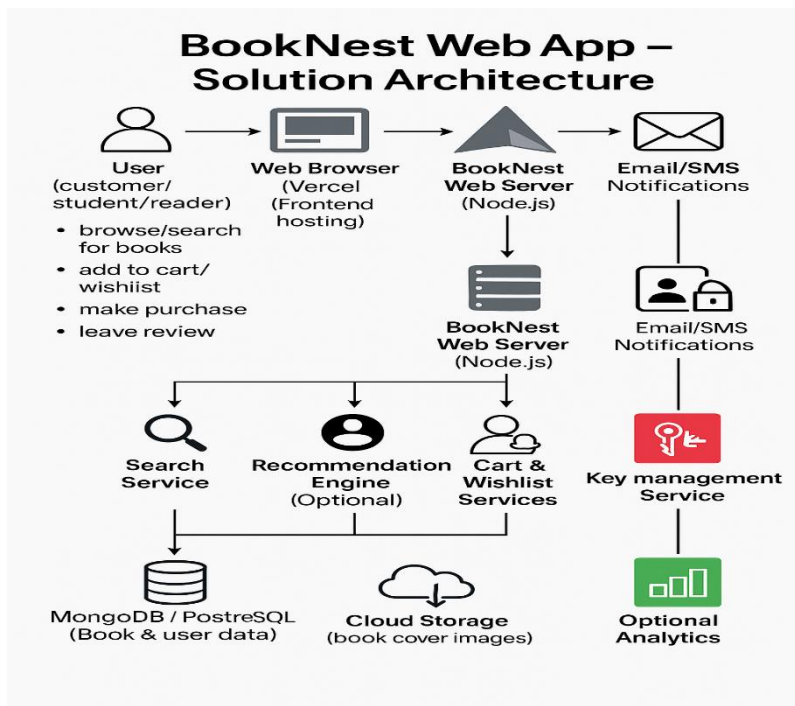 BookNest Web App –
Solution Architecture
User
(customer/
student/reader)
• browse/search
for books
• add to cart/
wishiist
• make purchase
• leave review
Web Browser
(Vercel
(Frontend
hosting)
BookNest
Web Server
(Node.js)
Email/SMS
Notifications
BookNest
Web Server
(Node.js)
Email/SMS
Notifications
Search
Service
Recommendation
Engine
(Optional)
Cart &
Wishlist
Services
Key management
Service
MongoDB / PostreSQL
(Book & user data)
Cloud Storage
(book cover images)
Optional
Analytics